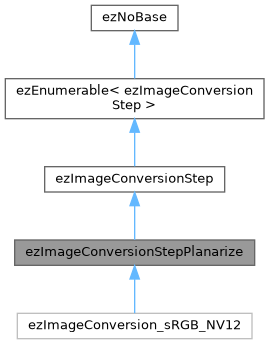 ezNoBase
ezEnumerable< ezImageConversion
Step >
ezImageConversionStep
ezImageConversionStepPlanarize
ezImageConversion_sRGB_NV12